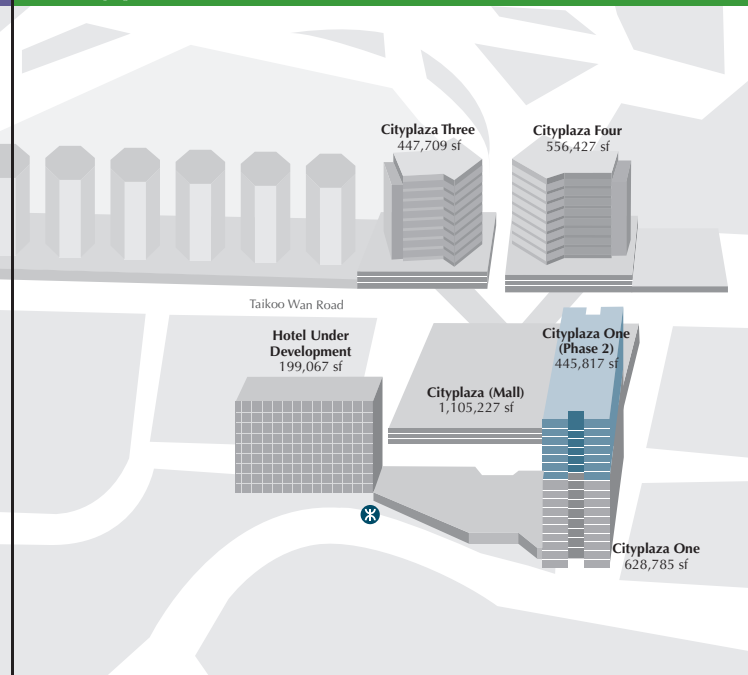 Cityplaza Three
447,709 sf
Cityplaza Four
556,427 sf
Taikoo Wan Road
Hotel Under
Development
199,067 sf
Cityplaza One
(Phase 2)
445,817 sf
Cityplaza (Mall)
1,105,227 sf
Cityplaza One
628,785 sf